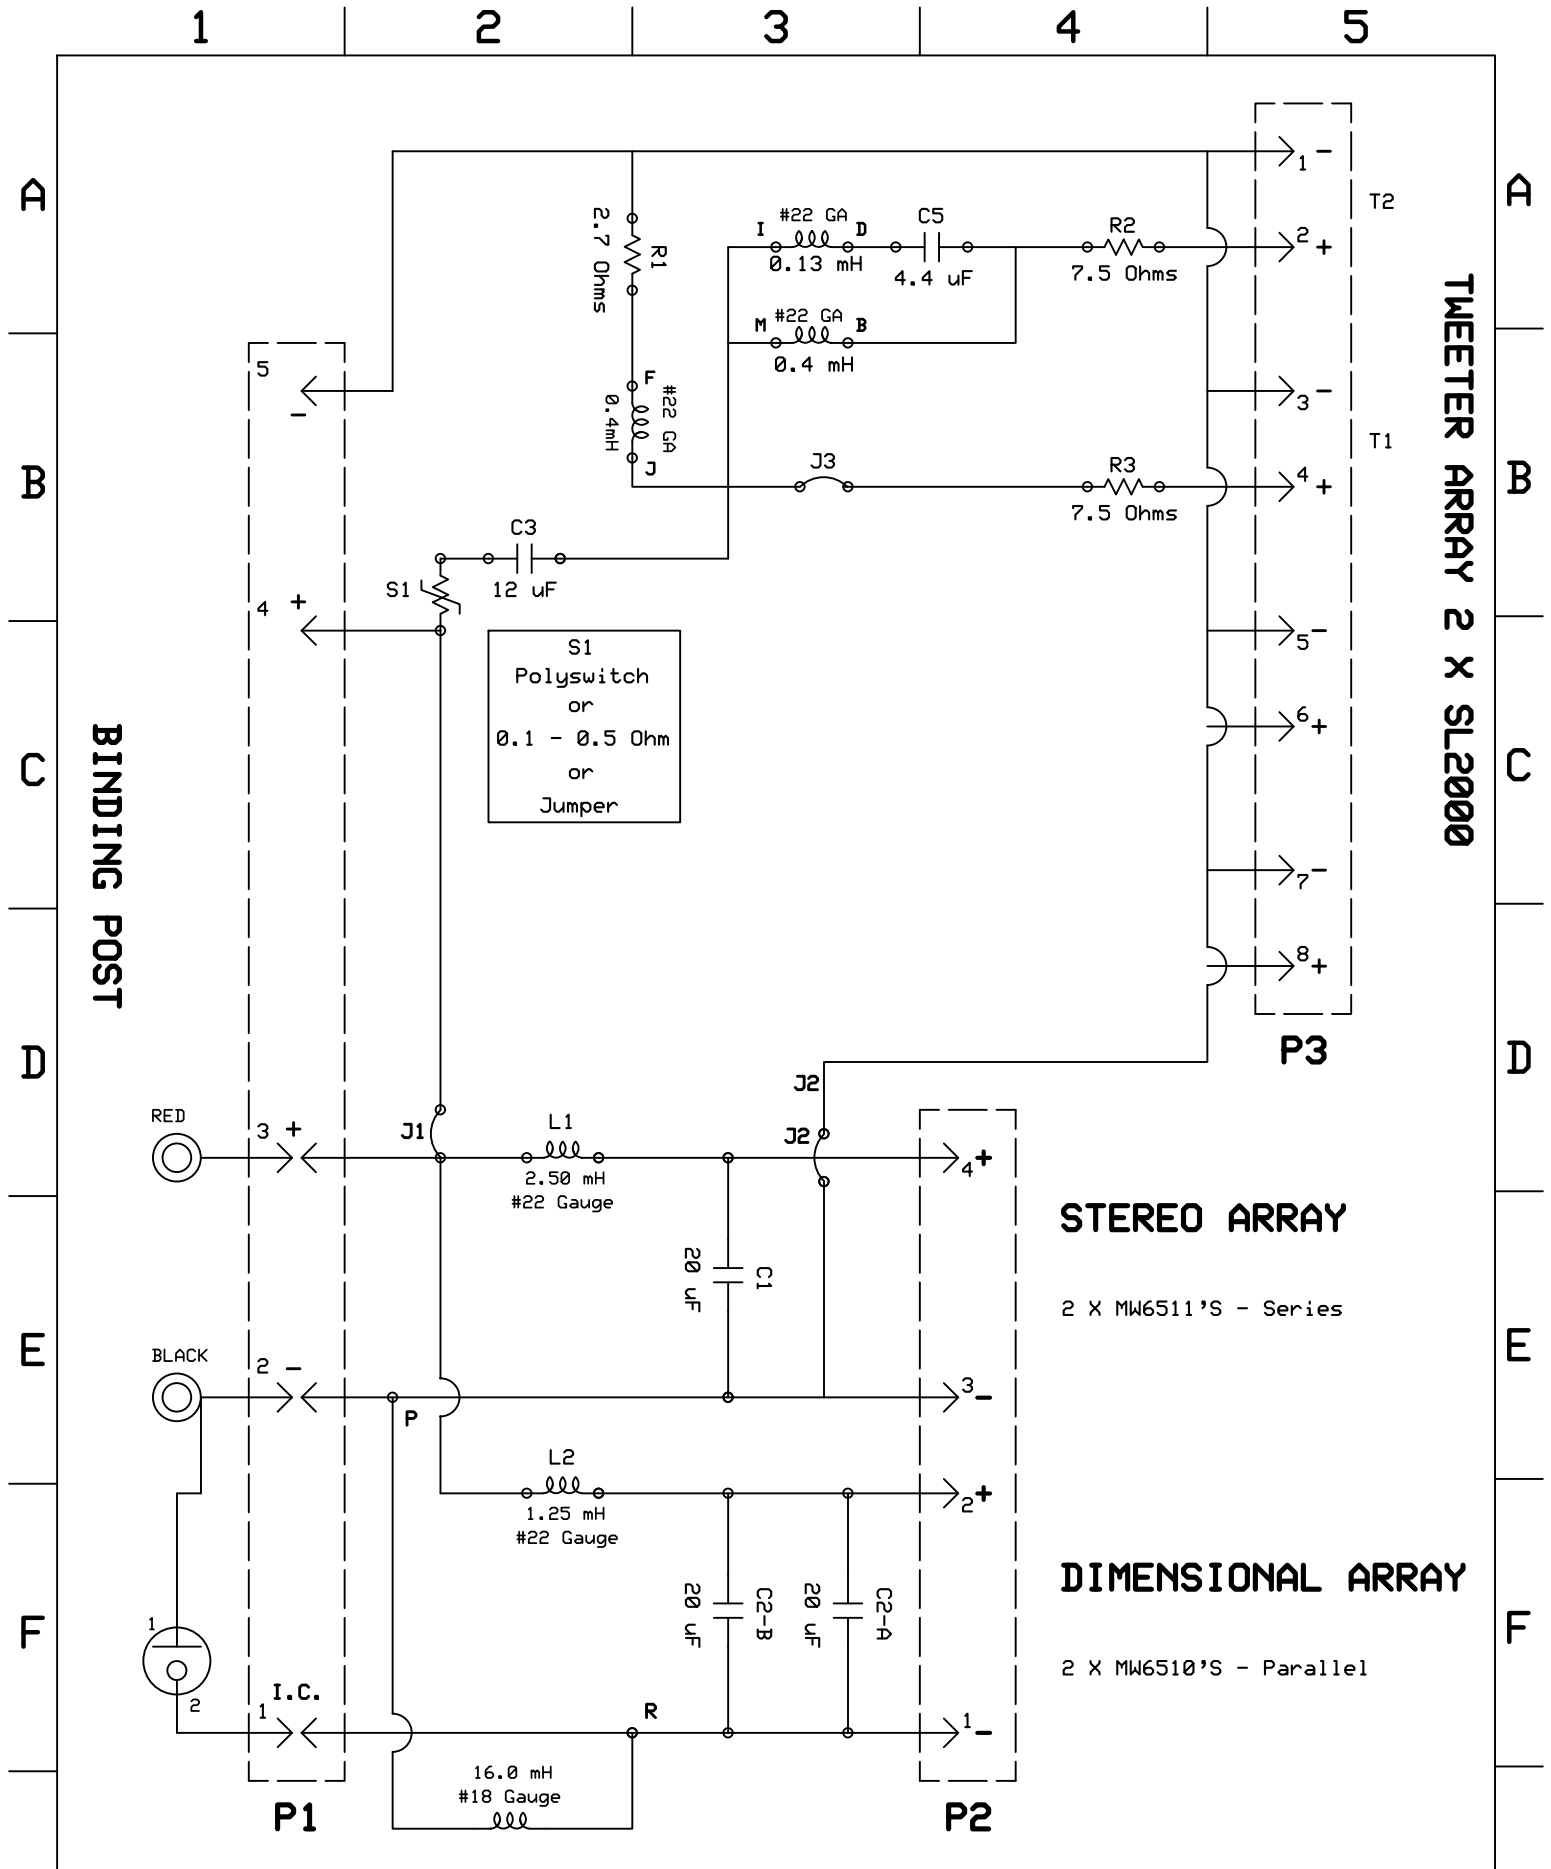 1 2 3 4 5
A A
B B
C C
D D
E E
F F
1 -
T2
2 +
#22 GA
I D
0.13 mH
C5
4.4 uF
R2
7.5 Ohms
2.7 Ohms
R1
#22 GA
M B
0.4 mH
F
#22 GA
0.4mH
J
5
-
3 -
T1
J3
R3
7.5 Ohms
4 +
C3
12 uF
S1
4 +
5 -
6 +
7 -
8 +
S1
Polyswitch
or
0.1 - 0.5 Ohm
or
Jumper
BINDING POST
TWEETER ARRAY 2 X SL2000
P3
J2
RED
3 +
J1
L1
2.50 mH
#22 Gauge
J2
4 +
STEREO ARRAY
20 uF
C1
2 X MW6511'S - Series
BLACK
2 -
P
3 -
L2
1.25 mH
#22 Gauge
2 +
DIMENSIONAL ARRAY
20 uF
C2-B
20 uF
C2-A
2 X MW6510'S - Parallel
1
2
I.C.
1
R
1 -
16.0 mH
#18 Gauge
P1
P2